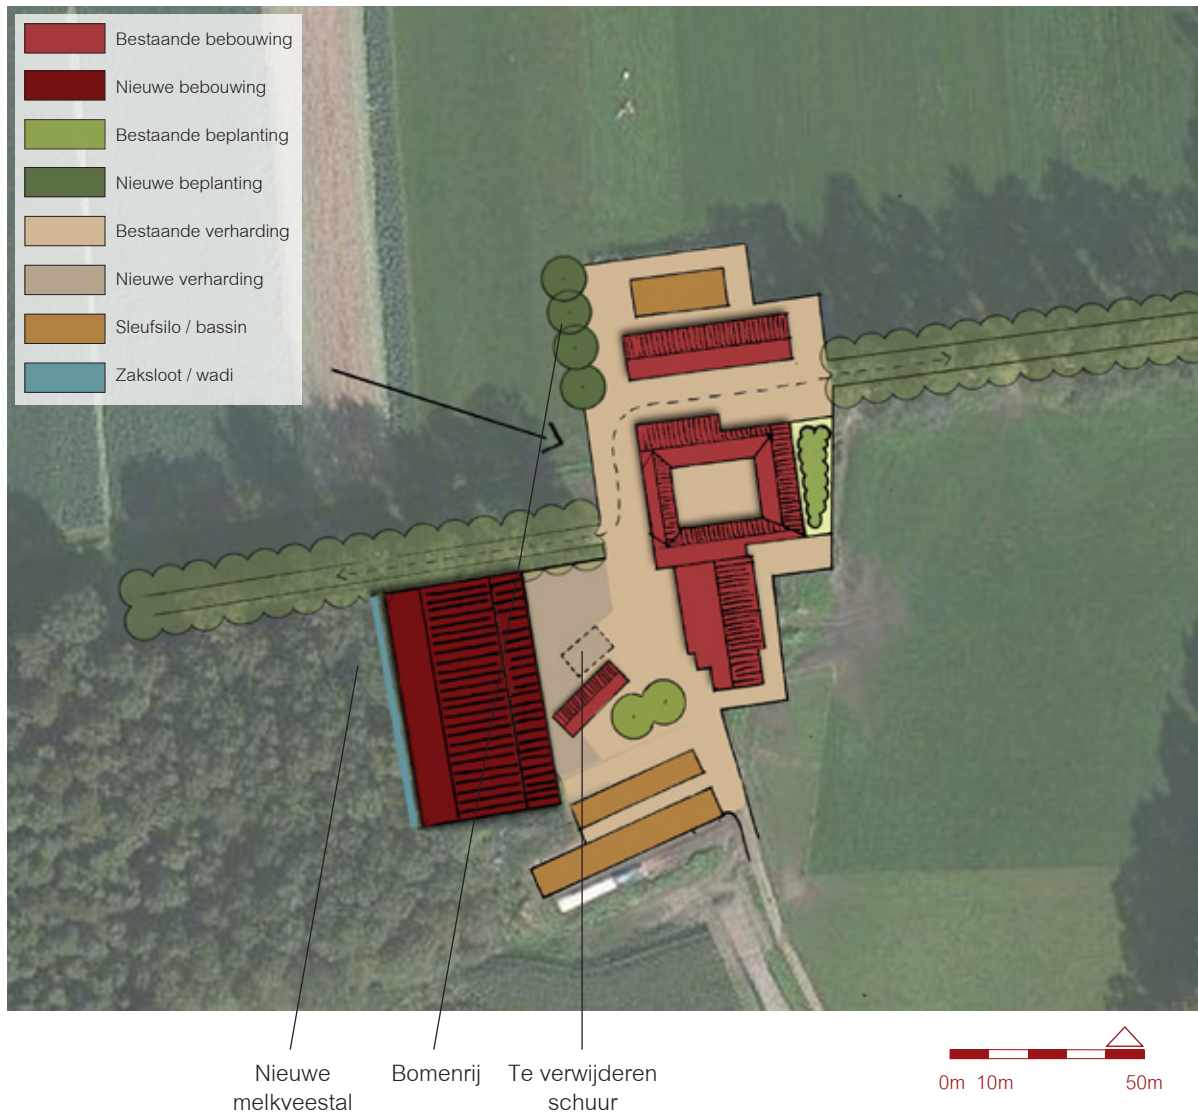 Bestaande bebouwing
Nieuwe bebouwing
Bestaande beplanting
Nieuwe beplanting
Bestaande verharding
Nieuwe verharding
Sleufsilo / bassin
Zaksloot / wadi
Nieuwe
melkveestal
Bomenrij
Te verwijderen
schuur
0m 10m 50m